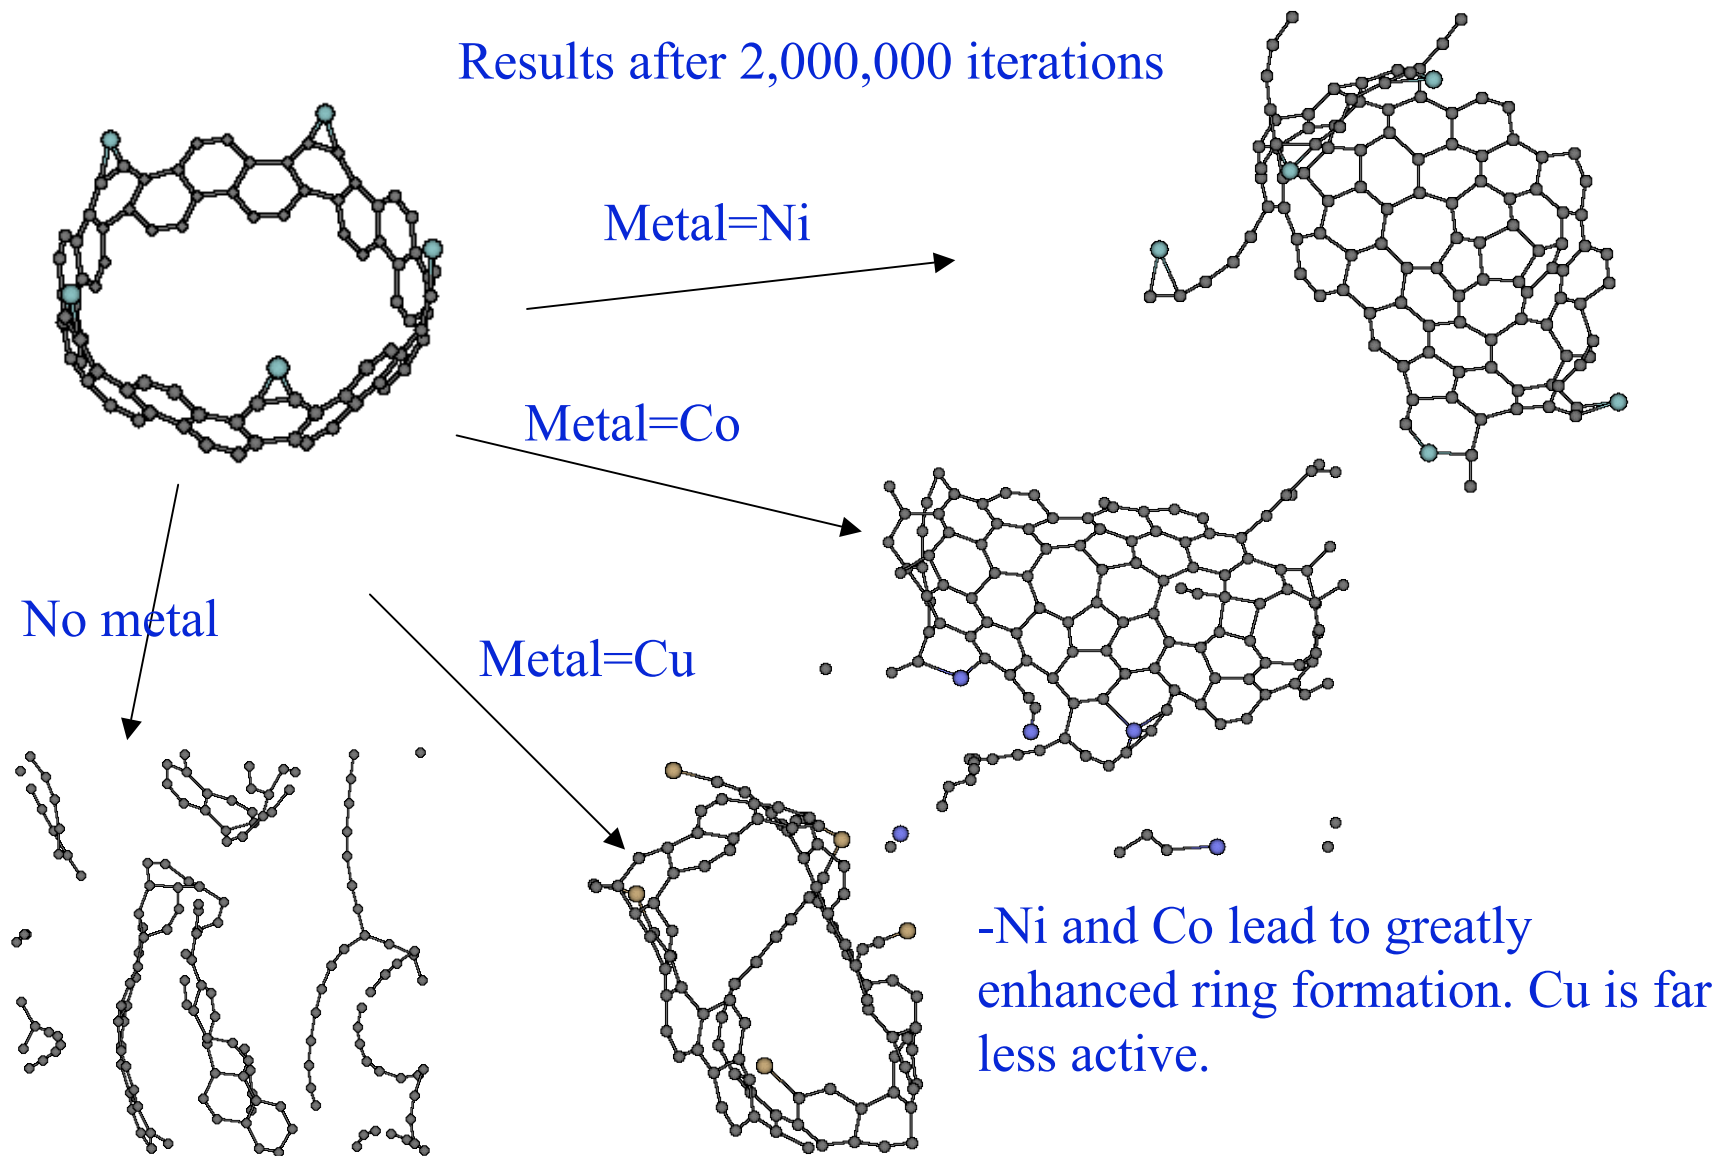 Results after 2,000,000 iterations
Metal=Ni
Metal=Co
No metal
Metal=Cu
-Ni and Co lead to greatly
enhanced ring formation. Cu is far
less active.